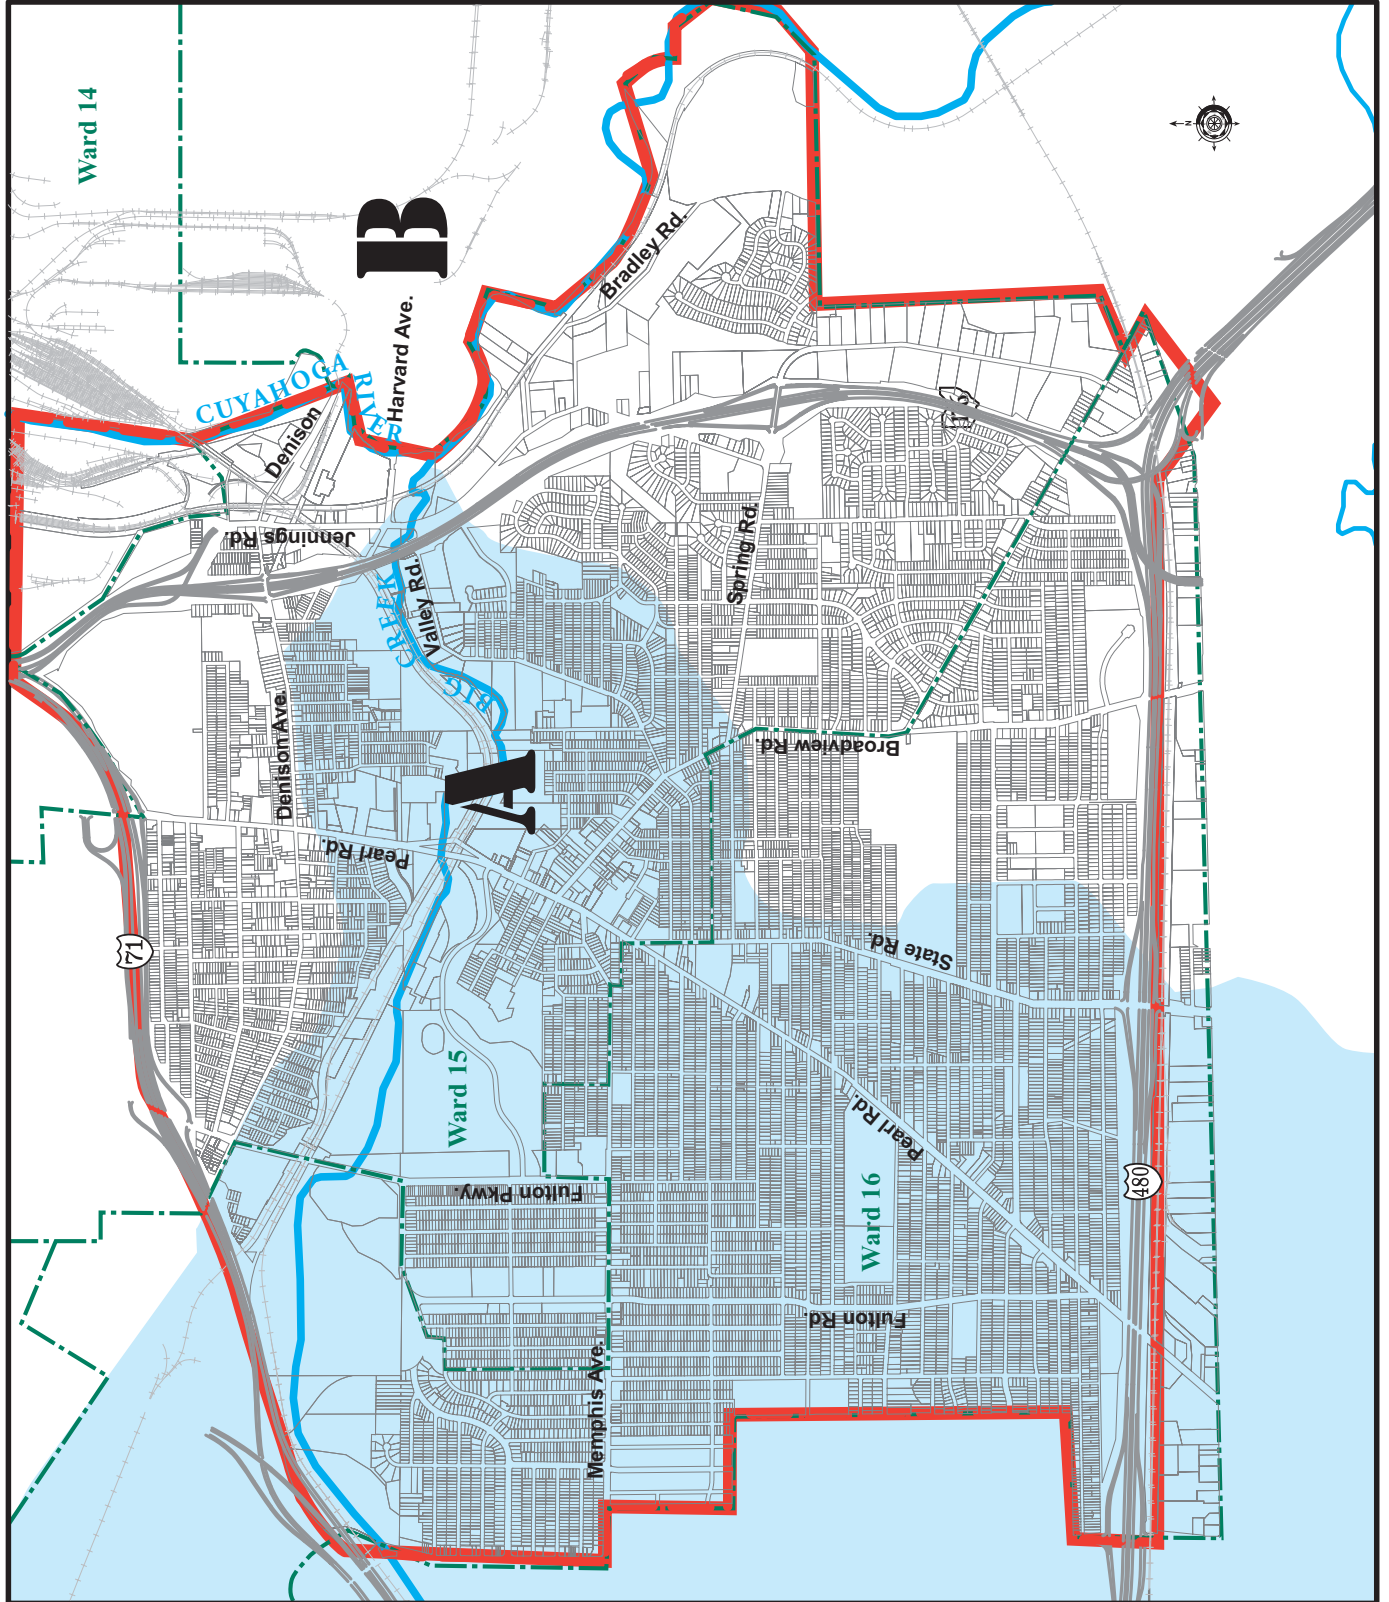 Ward 14
B
CUYAHOGA
RIVER
Harvard Ave.
Denison
Bradley Rd.
N
Jennings Rd.
Valley Rd.
CREEK
BIG
Spring Rd.
Denison Ave.
A
Broadview Rd.
Pearl Rd.
71
State Rd.
Ward 15
Pearl Rd.
Fulton Pkwy.
Ward 16
480
Fulton Rd.
Memphis Ave.